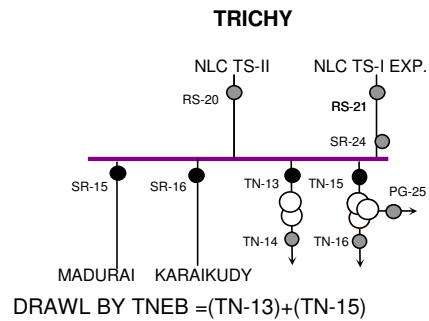 TRICHY
NLC TS-II NLC TS-I EXP.
RS-20 RS-21
SR-24
SR-15 SR-16 TN-13 TN-15
PG-25
TN-14 TN-16
MADURAI KARAIKUDY
DRAWL BY TNEB =(TN-13)+(TN-15)